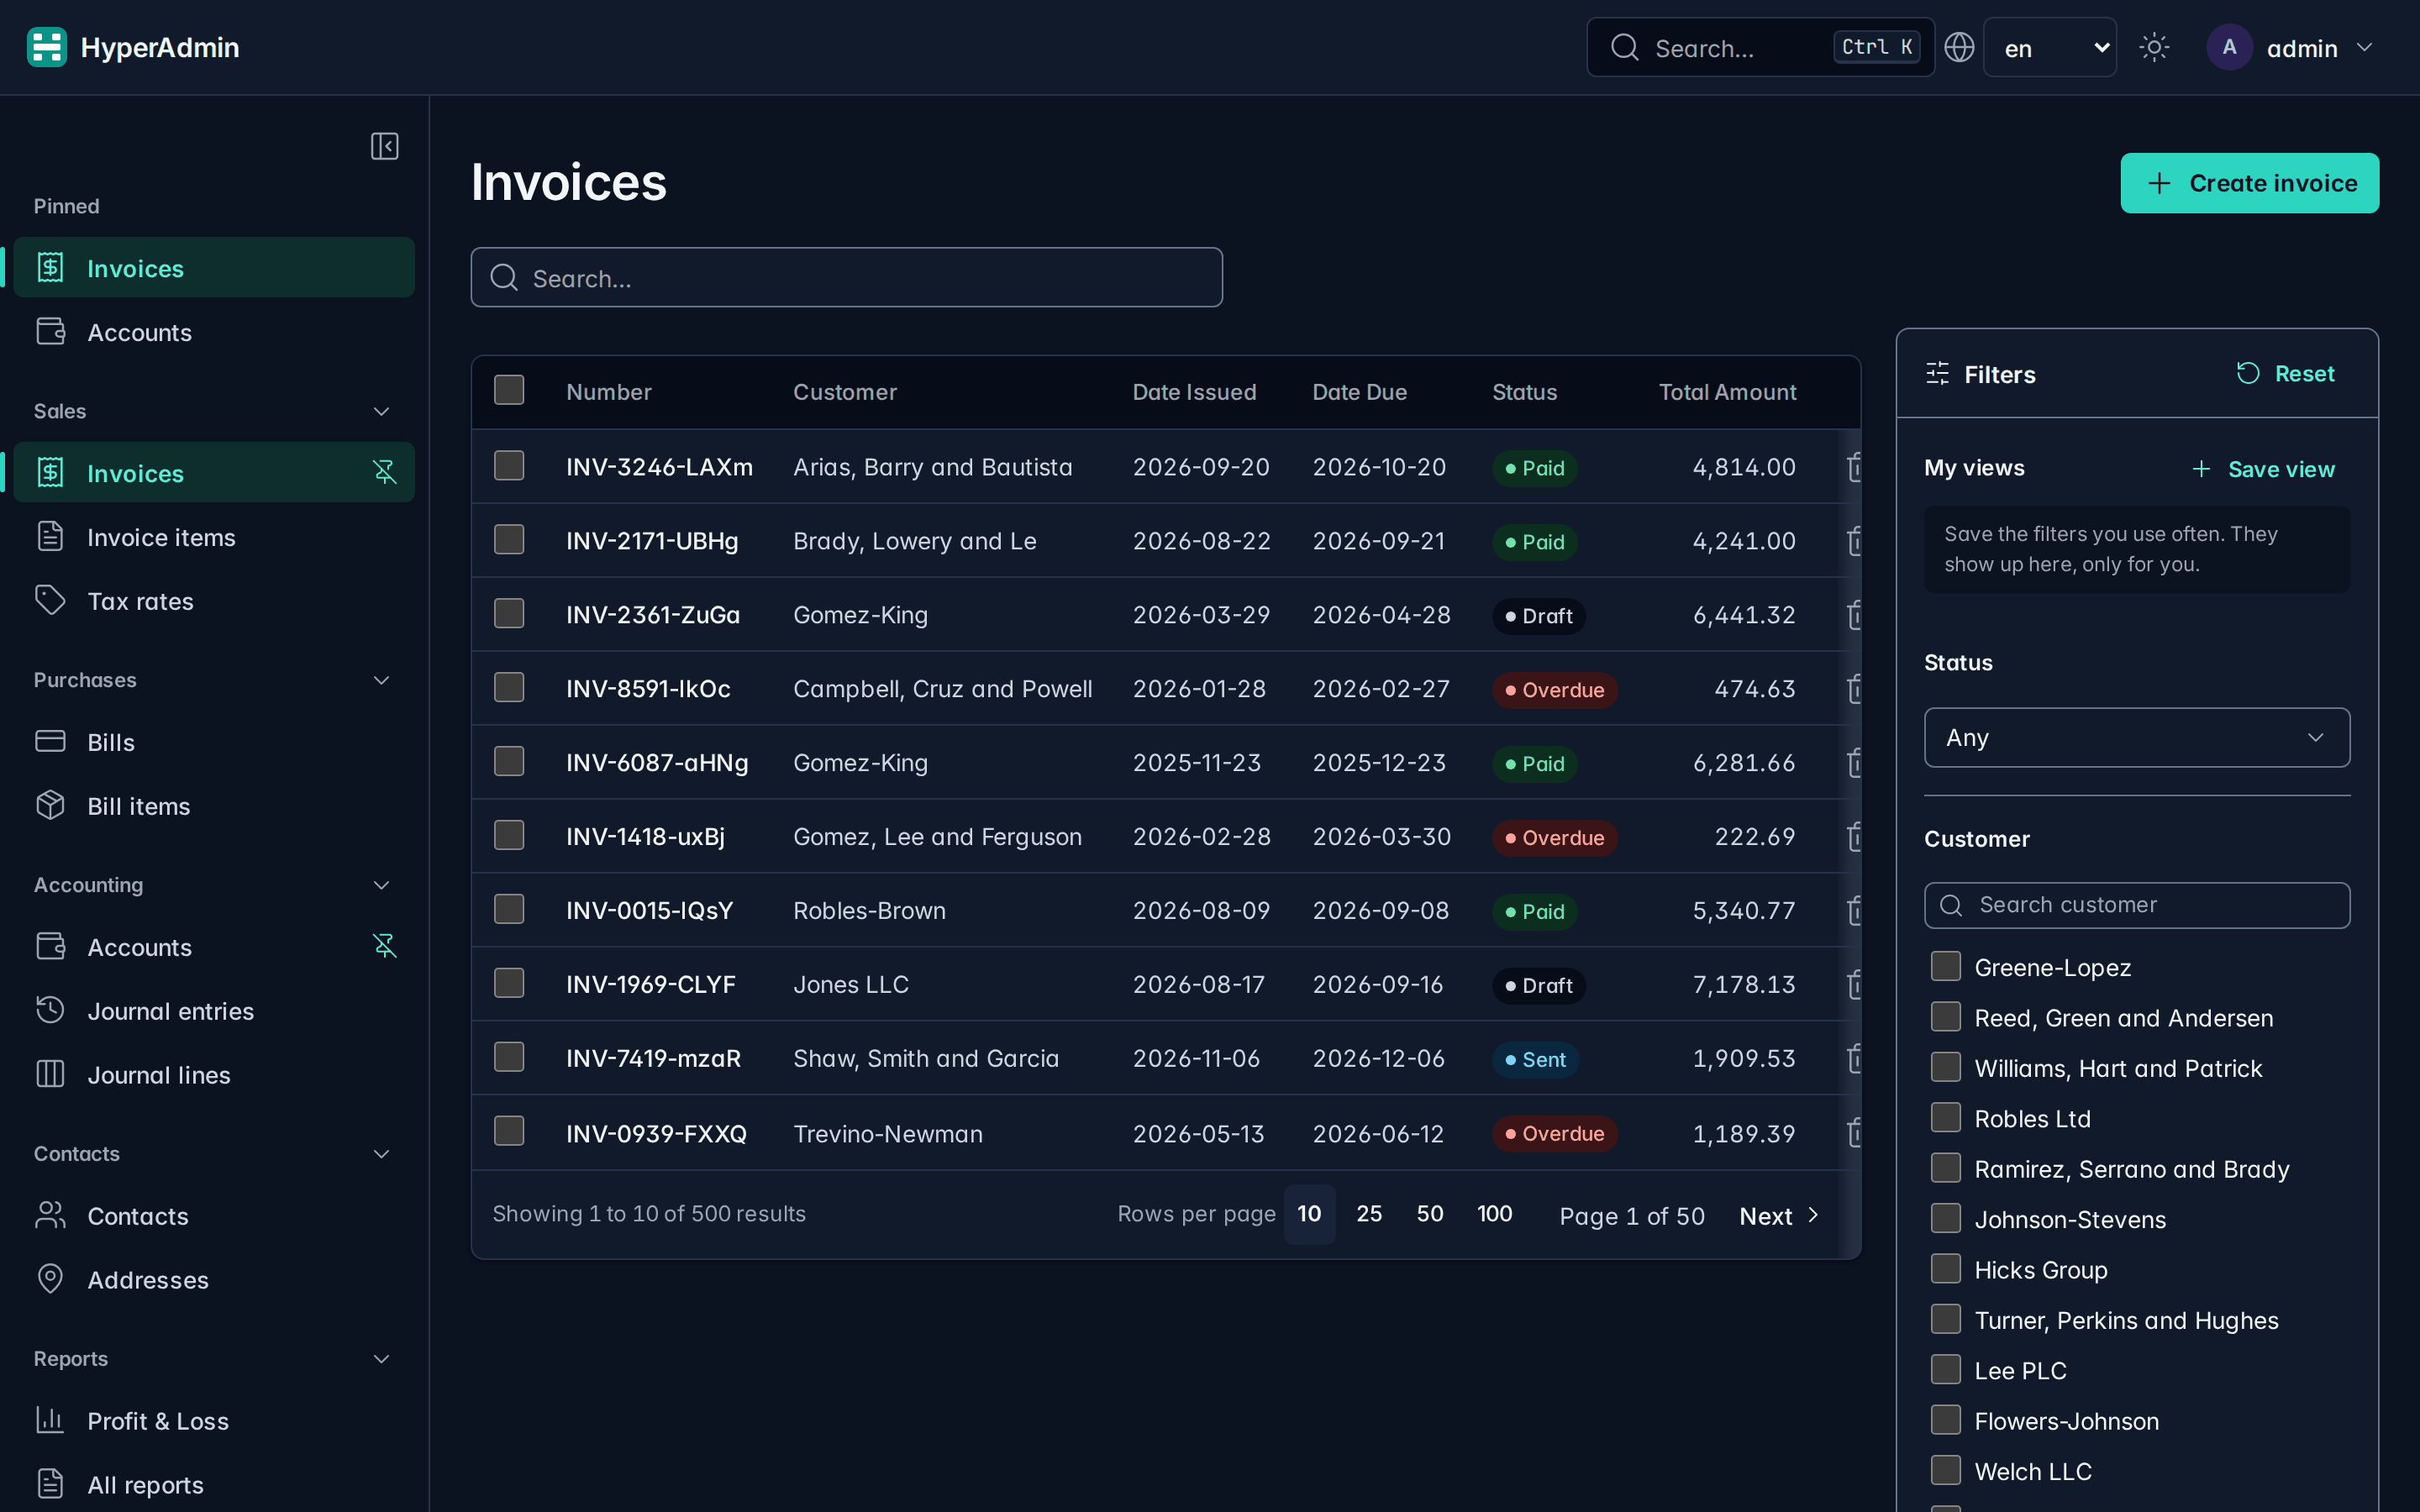 HyperAdmin
Search...
Ctrl K
en
A
admin
Pinned
Invoices
Accounts
Sales
Invoices
Invoice items
Tax rates
Purchases
Bills
Bill items
Accounting
Accounts
Journal entries
Journal lines
Contacts
Contacts
Addresses
Reports
Profit & Loss
All reports
Invoices
Create invoice
Search...
Number Customer Date Issued Date Due Status Total Amount
INV-3246-LAXm Arias, Barry and Bautista 2026-09-20 2026-10-20 Paid 4,814.00
INV-2171-UBHg Brady, Lowery and Le 2026-08-22 2026-09-21 Paid 4,241.00
INV-2361-ZuGa Gomez-King 2026-03-29 2026-04-28 Draft 6,441.32
INV-8591-IkOc Campbell, Cruz and Powell 2026-01-28 2026-02-27 Overdue 474.63
INV-6087-aHNg Gomez-King 2025-11-23 2025-12-23 Paid 6,281.66
INV-1418-uxBj Gomez, Lee and Ferguson 2026-02-28 2026-03-30 Overdue 222.69
INV-0015-IQsY Robles-Brown 2026-08-09 2026-09-08 Paid 5,340.77
INV-1969-CLYF Jones LLC 2026-08-17 2026-09-16 Draft 7,178.13
INV-7419-mzaR Shaw, Smith and Garcia 2026-11-06 2026-12-06 Sent 1,909.53
INV-0939-FXXQ Trevino-Newman 2026-05-13 2026-06-12 Overdue 1,189.39
Showing 1 to 10 of 500 results
Rows per page 10 25 50 100
Page 1 of 50
Next
Filters
Reset
My views
Save view
Save the filters you use often. They
show up here, only for you.
Status
Any
Customer
Search customer
Greene-Lopez
Reed, Green and Andersen
Williams, Hart and Patrick
Robles Ltd
Ramirez, Serrano and Brady
Johnson-Stevens
Hicks Group
Turner, Perkins and Hughes
Lee PLC
Flowers-Johnson
Welch LLC